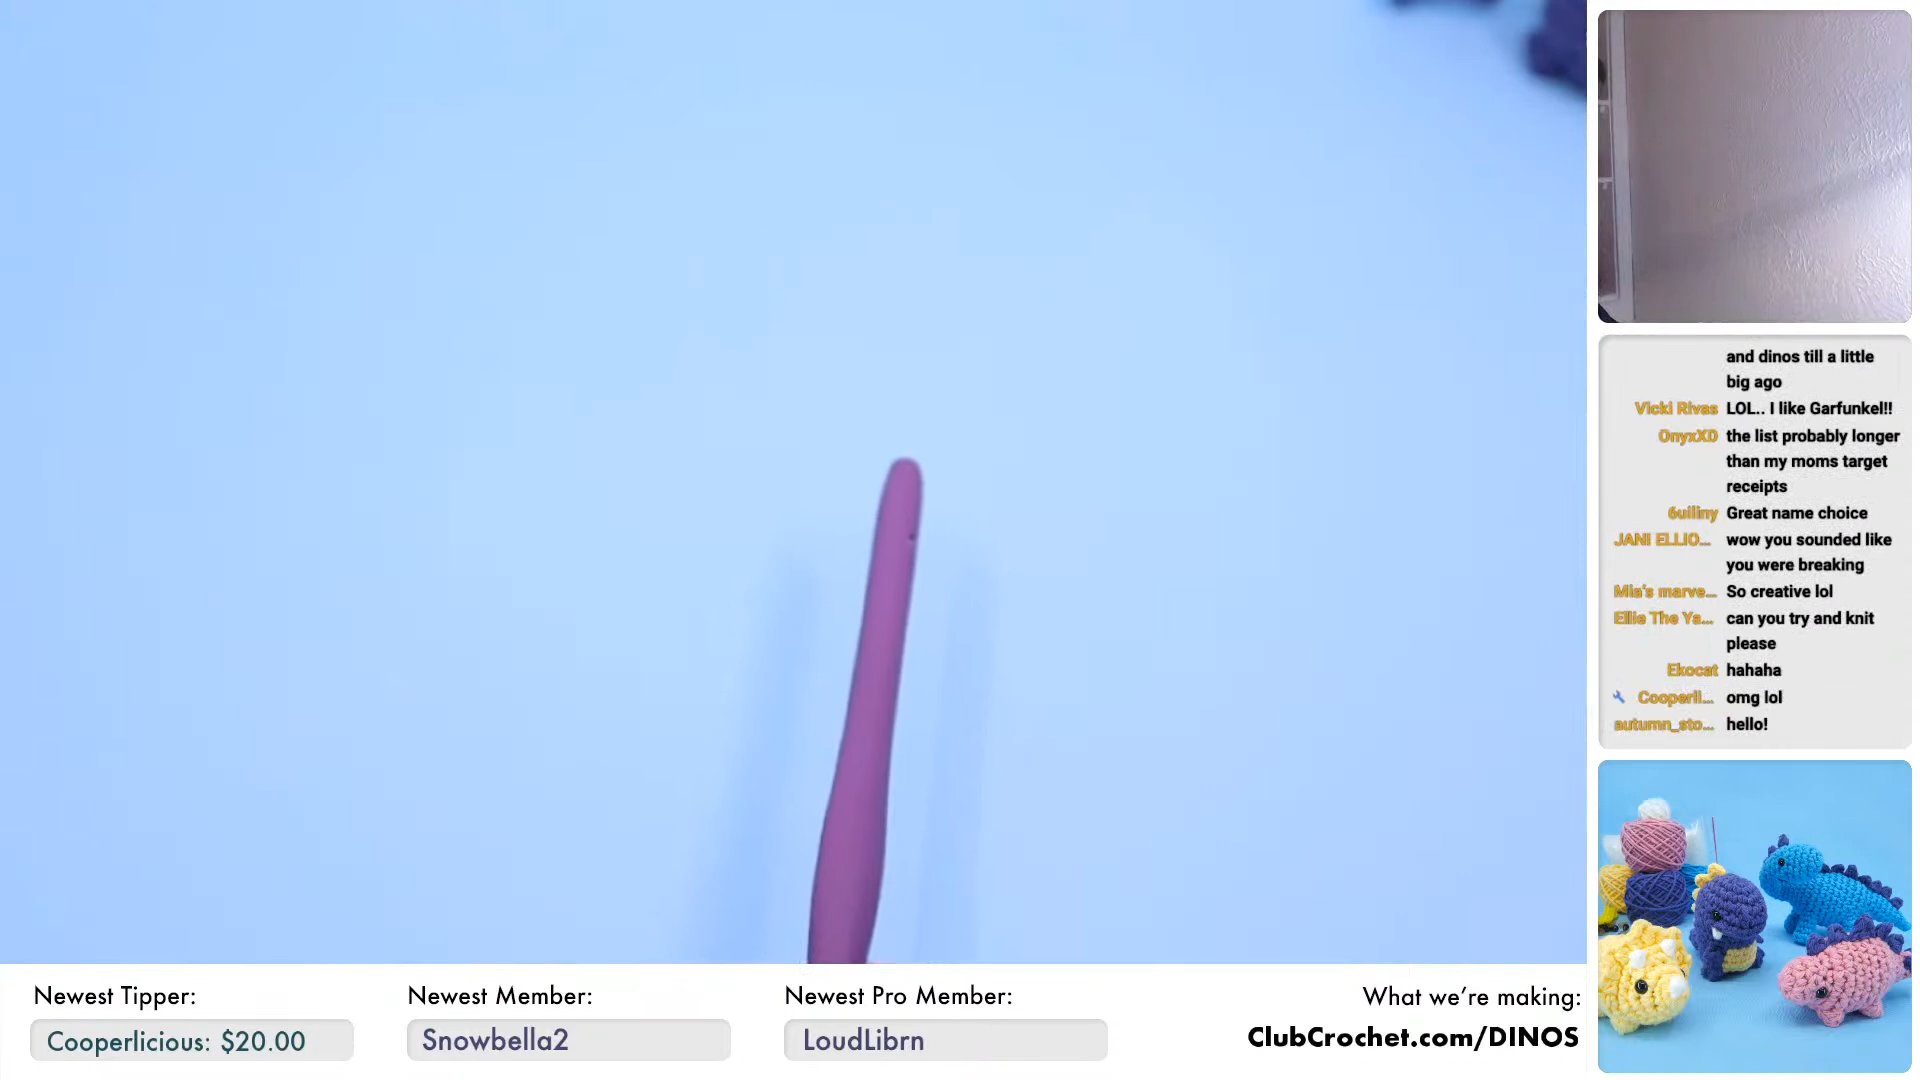 and dinos till a little
big ago
Vicki Rivas LOL.. I like Garfunkel!!
OnyxXD the list probably longer
than my moms target
receipts
6uiliny Great name choice
JANI ELLIO... wow you sounded like
you were breaking
Mia's marve... So creative lol
Ellie The Ya... can you try and knit
please
Ekocat hahaha
Cooperli... omg lol
autumn_sto... hello!
Newest Tipper:
Cooperlicious: $20.00
Newest Member:
Snowbella2
Newest Pro Member:
LoudLibrn
What we're making:
ClubCrochet.com/DINOS